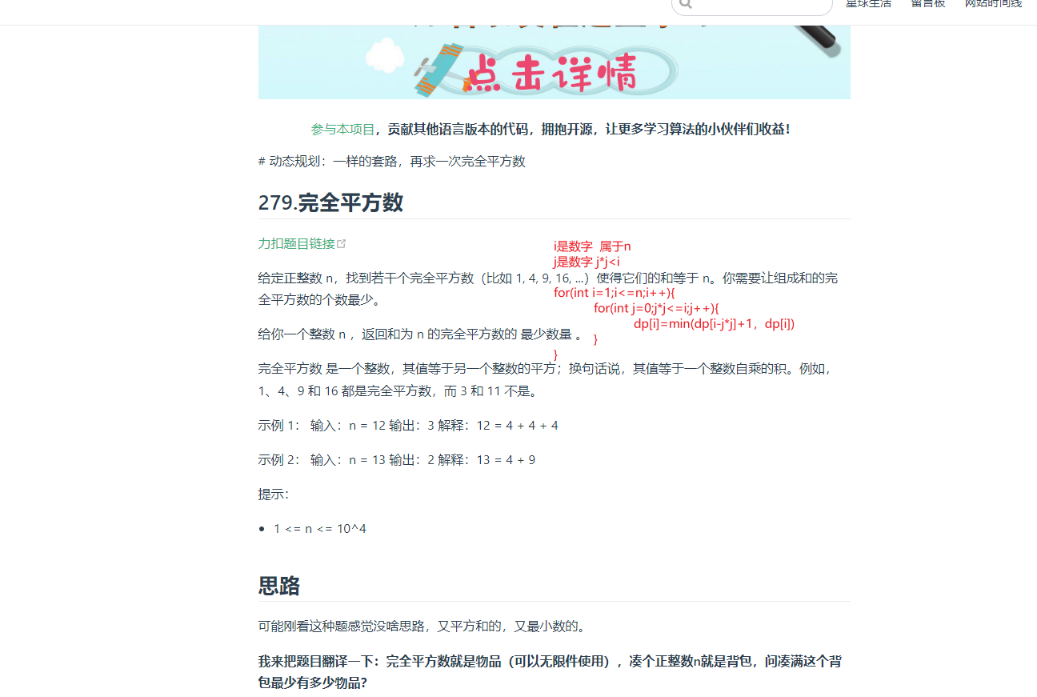 星球生活 留言板 网站时间线
点击详情
参与本项目，贡献其他语言版本的代码，拥抱开源，让更多学习算法的小伙伴们收益！
# 动态规划：一样的套路，再求一次完全平方数
279.完全平方数
力扣题目链接
i是数字 属于n
j是数字 j*j<i
给定正整数 n，找到若干个完全平方数（比如 1, 4, 9, 16, ...）使得它们的和等于 n。你需要让组成和的完
for(int i=1;i<=n;i++){
全平方数的个数最少。
for(int j=0;j*j<=i;j++){
dp[i]=min(dp[i-j*j]+1，dp[i])
给你一个整数 n ，返回和为 n 的完全平方数的 最少数量 。
}
}
完全平方数 是一个整数，其值等于另一个整数的平方；换句话说，其值等于一个整数自乘的积。例如，
1、4、9 和 16 都是完全平方数，而 3 和 11 不是。
示例 1： 输入：n = 12 输出：3 解释：12 = 4 + 4 + 4
示例 2： 输入：n = 13 输出：2 解释：13 = 4 + 9
提示：
• 1 <= n <= 10^4
思路
可能刚看这种题感觉没啥思路，又平方和的，又最小数的。
我来把题目翻译一下：完全平方数就是物品（可以无限件使用），凑个正整数n就是背包，问凑满这个背
包最少有多少物品？